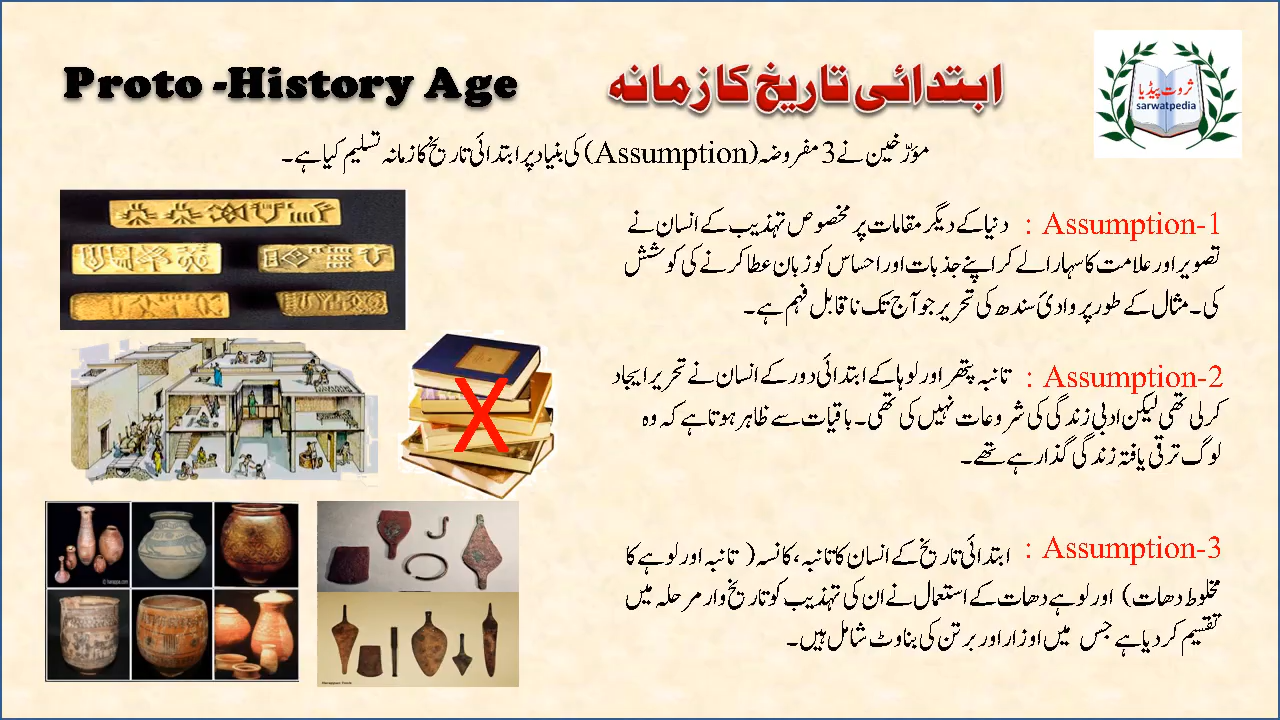 Proto -History Age
ابتدائی تاریخ کا زمانہ
ثروت پیڈیا
sarwatpedia
مؤرّخین نے 3 مفروضہ (Assumption) کی بنیاد پر ابتدائی تاریخ کا زمانہ تسلیم کیا ہے۔
Assumption-1 : دنیا کے دیگر مقامات پر مخصوص تہذیب کے انسان نے
تصویر اور علامت کا سہارا لے کر اپنے جذبات اور احساس کو زبان عطا کرنے کی کوشش
کی۔ مثال کے طور پر وادیٔ سندھ کی تحریر جو آج تک ناقابل فہم ہے۔
Assumption-2 : تانبہ پتھر اور لوہا کے ابتدائی دور کے انسان نے تحریر ایجاد
کرلی تھی لیکن ادبی زندگی کی شروعات نہیں کی تھی۔ باقیات سے ظاہر ہوتا ہے کہ وہ
لوگ ترقی یافتہ زندگی گذار رہے تھے۔
X
Assumption-3 : ابتدائی تاریخ کے انسان کا تانبہ، کانسہ ( تانبہ اور لوہے کا
مخلوط دھات) اور لوہے دھات کے استعمال نے ان کی تہذیب کو تاریخ وار مرحلہ میں
تقسیم کر دیا ہے جس میں اوزار اور برتن کی بناوٹ شامل ہیں۔
© harappa.com
Harappan Tools